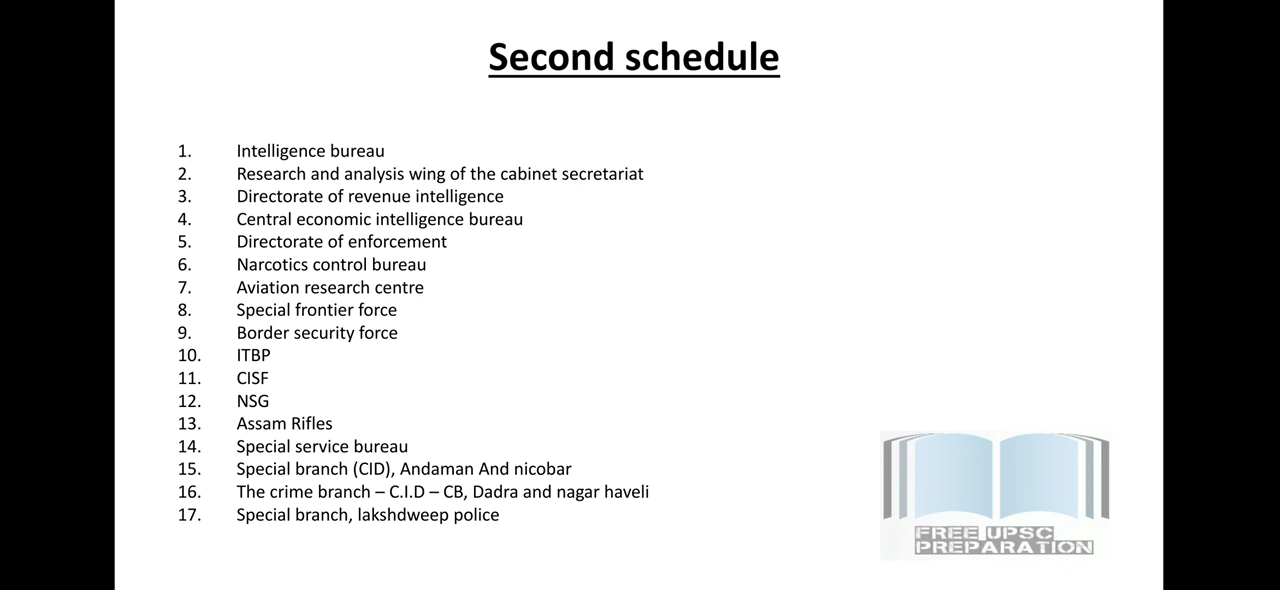 Second schedule
1. Intelligence bureau
2. Research and analysis wing of the cabinet secretariat
3. Directorate of revenue intelligence
4. Central economic intelligence bureau
5. Directorate of enforcement
6. Narcotics control bureau
7. Aviation research centre
8. Special frontier force
9. Border security force
10. ITBP
11. CISF
12. NSG
13. Assam Rifles
14. Special service bureau
15. Special branch (CID), Andaman And nicobar
16. The crime branch – C.I.D – CB, Dadra and nagar haveli
17. Special branch, lakshdweep police
FREE UPSC
PREPARATION